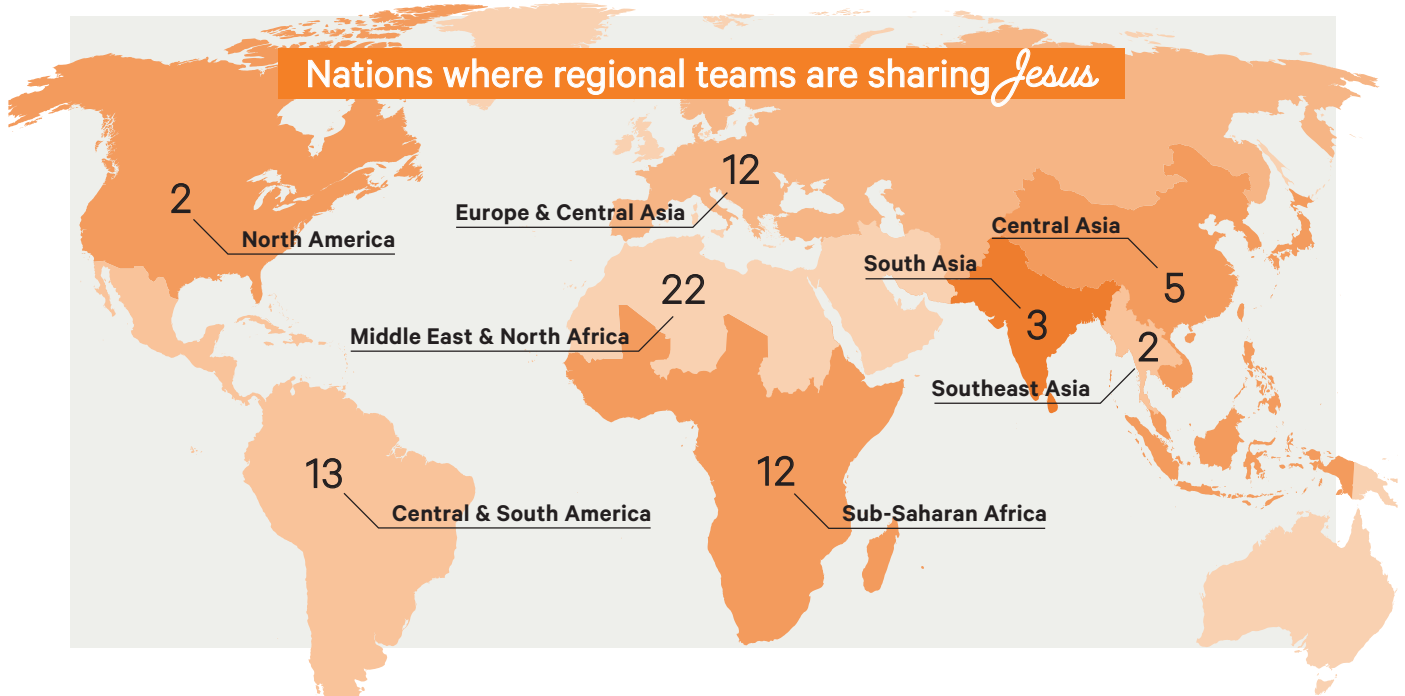 Nations where regional teams are sharing Jesus
12
2
Europe & Central Asia
Central Asia
North America
South Asia
5
22
3
Middle East & North Africa
2
Southeast Asia
13
12
Central & South America
Sub-Saharan Africa